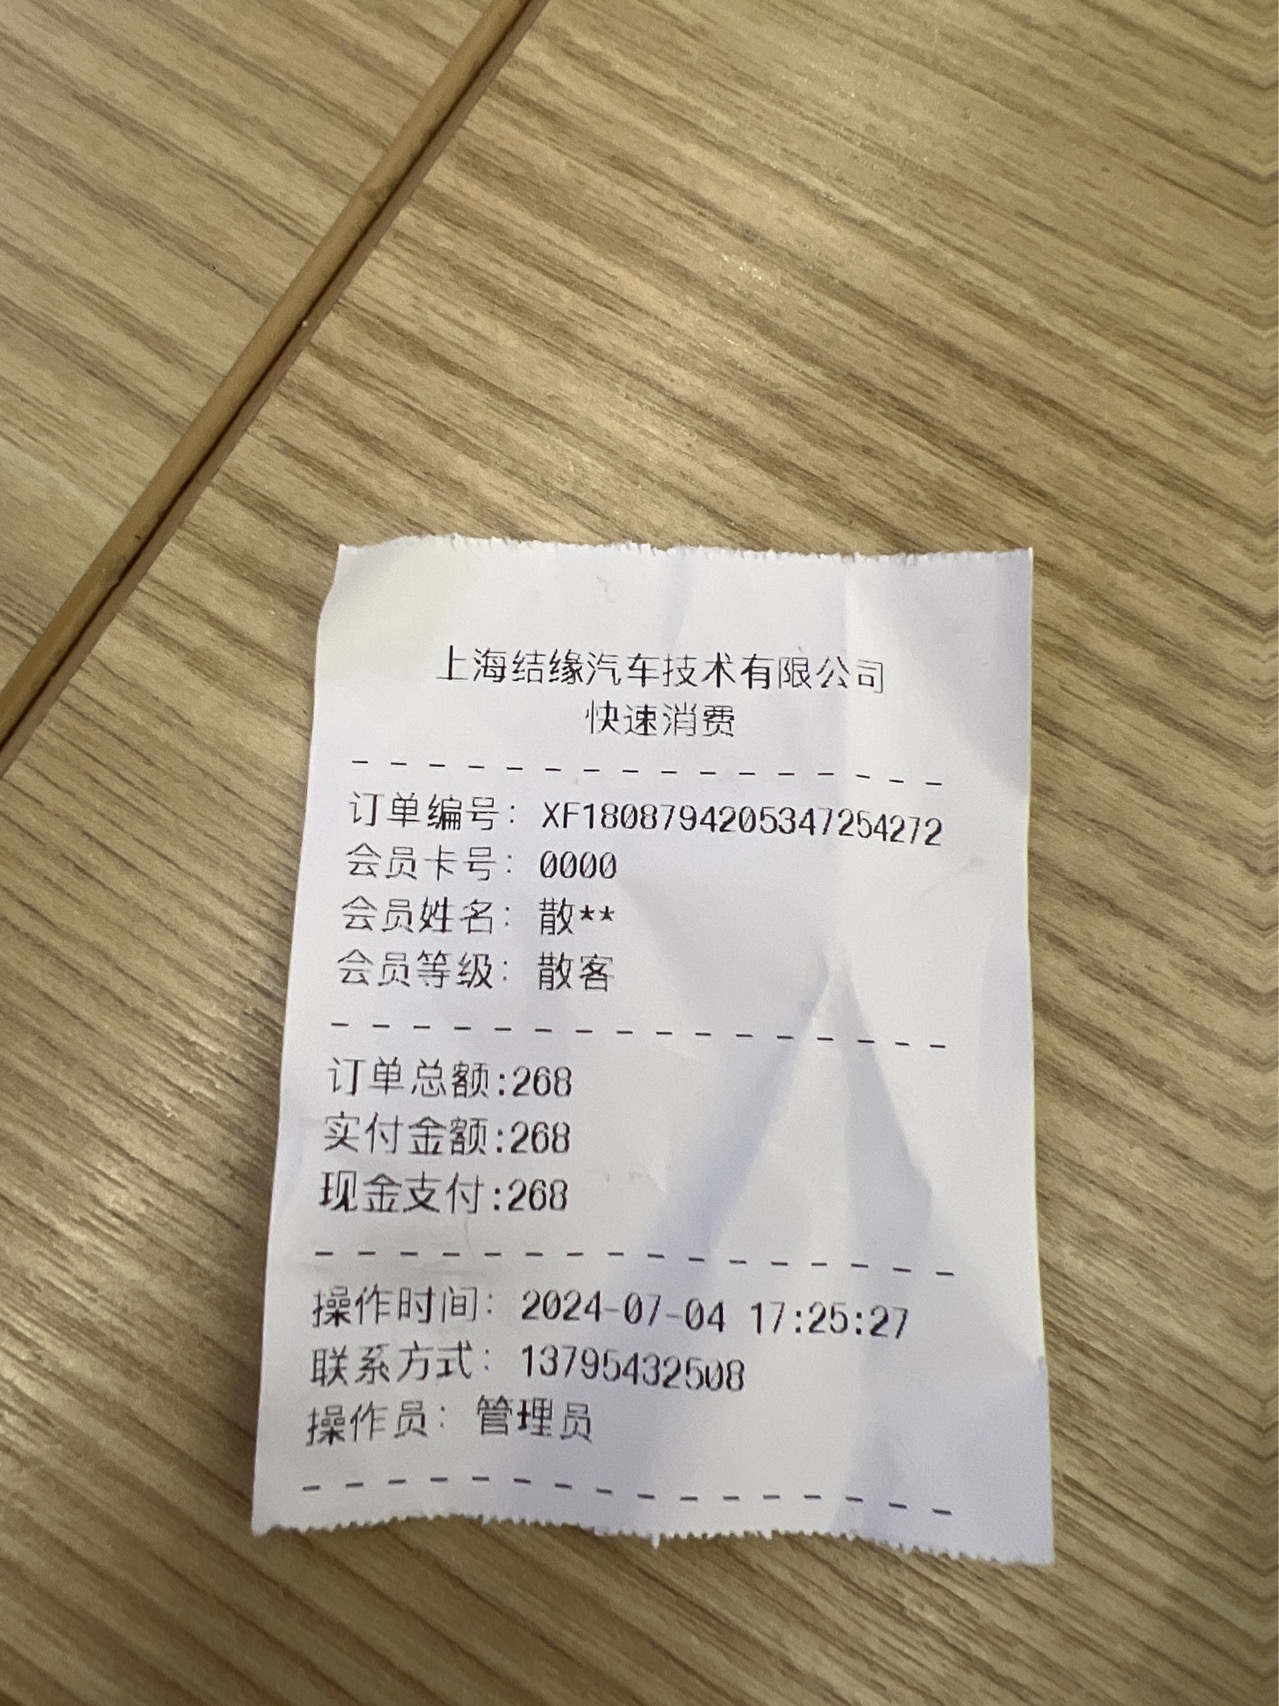 上海结缘汽车技术有限公司
快速消费
- - - - - - - - - - - - - - - -
订单编号: XF1808794205347254272
会员卡号: 0000
会员姓名: 散**
会员等级: 散客
- - - - - - - - - - - - - - - -
订单总额:268
实付金额:268
现金支付:268
- - - - - - - - - - - - - - - -
操作时间: 2024-07-04 17:25:27
联系方式: 13795432508
操作员: 管理员
- - - - - - - - - - - - - - - -